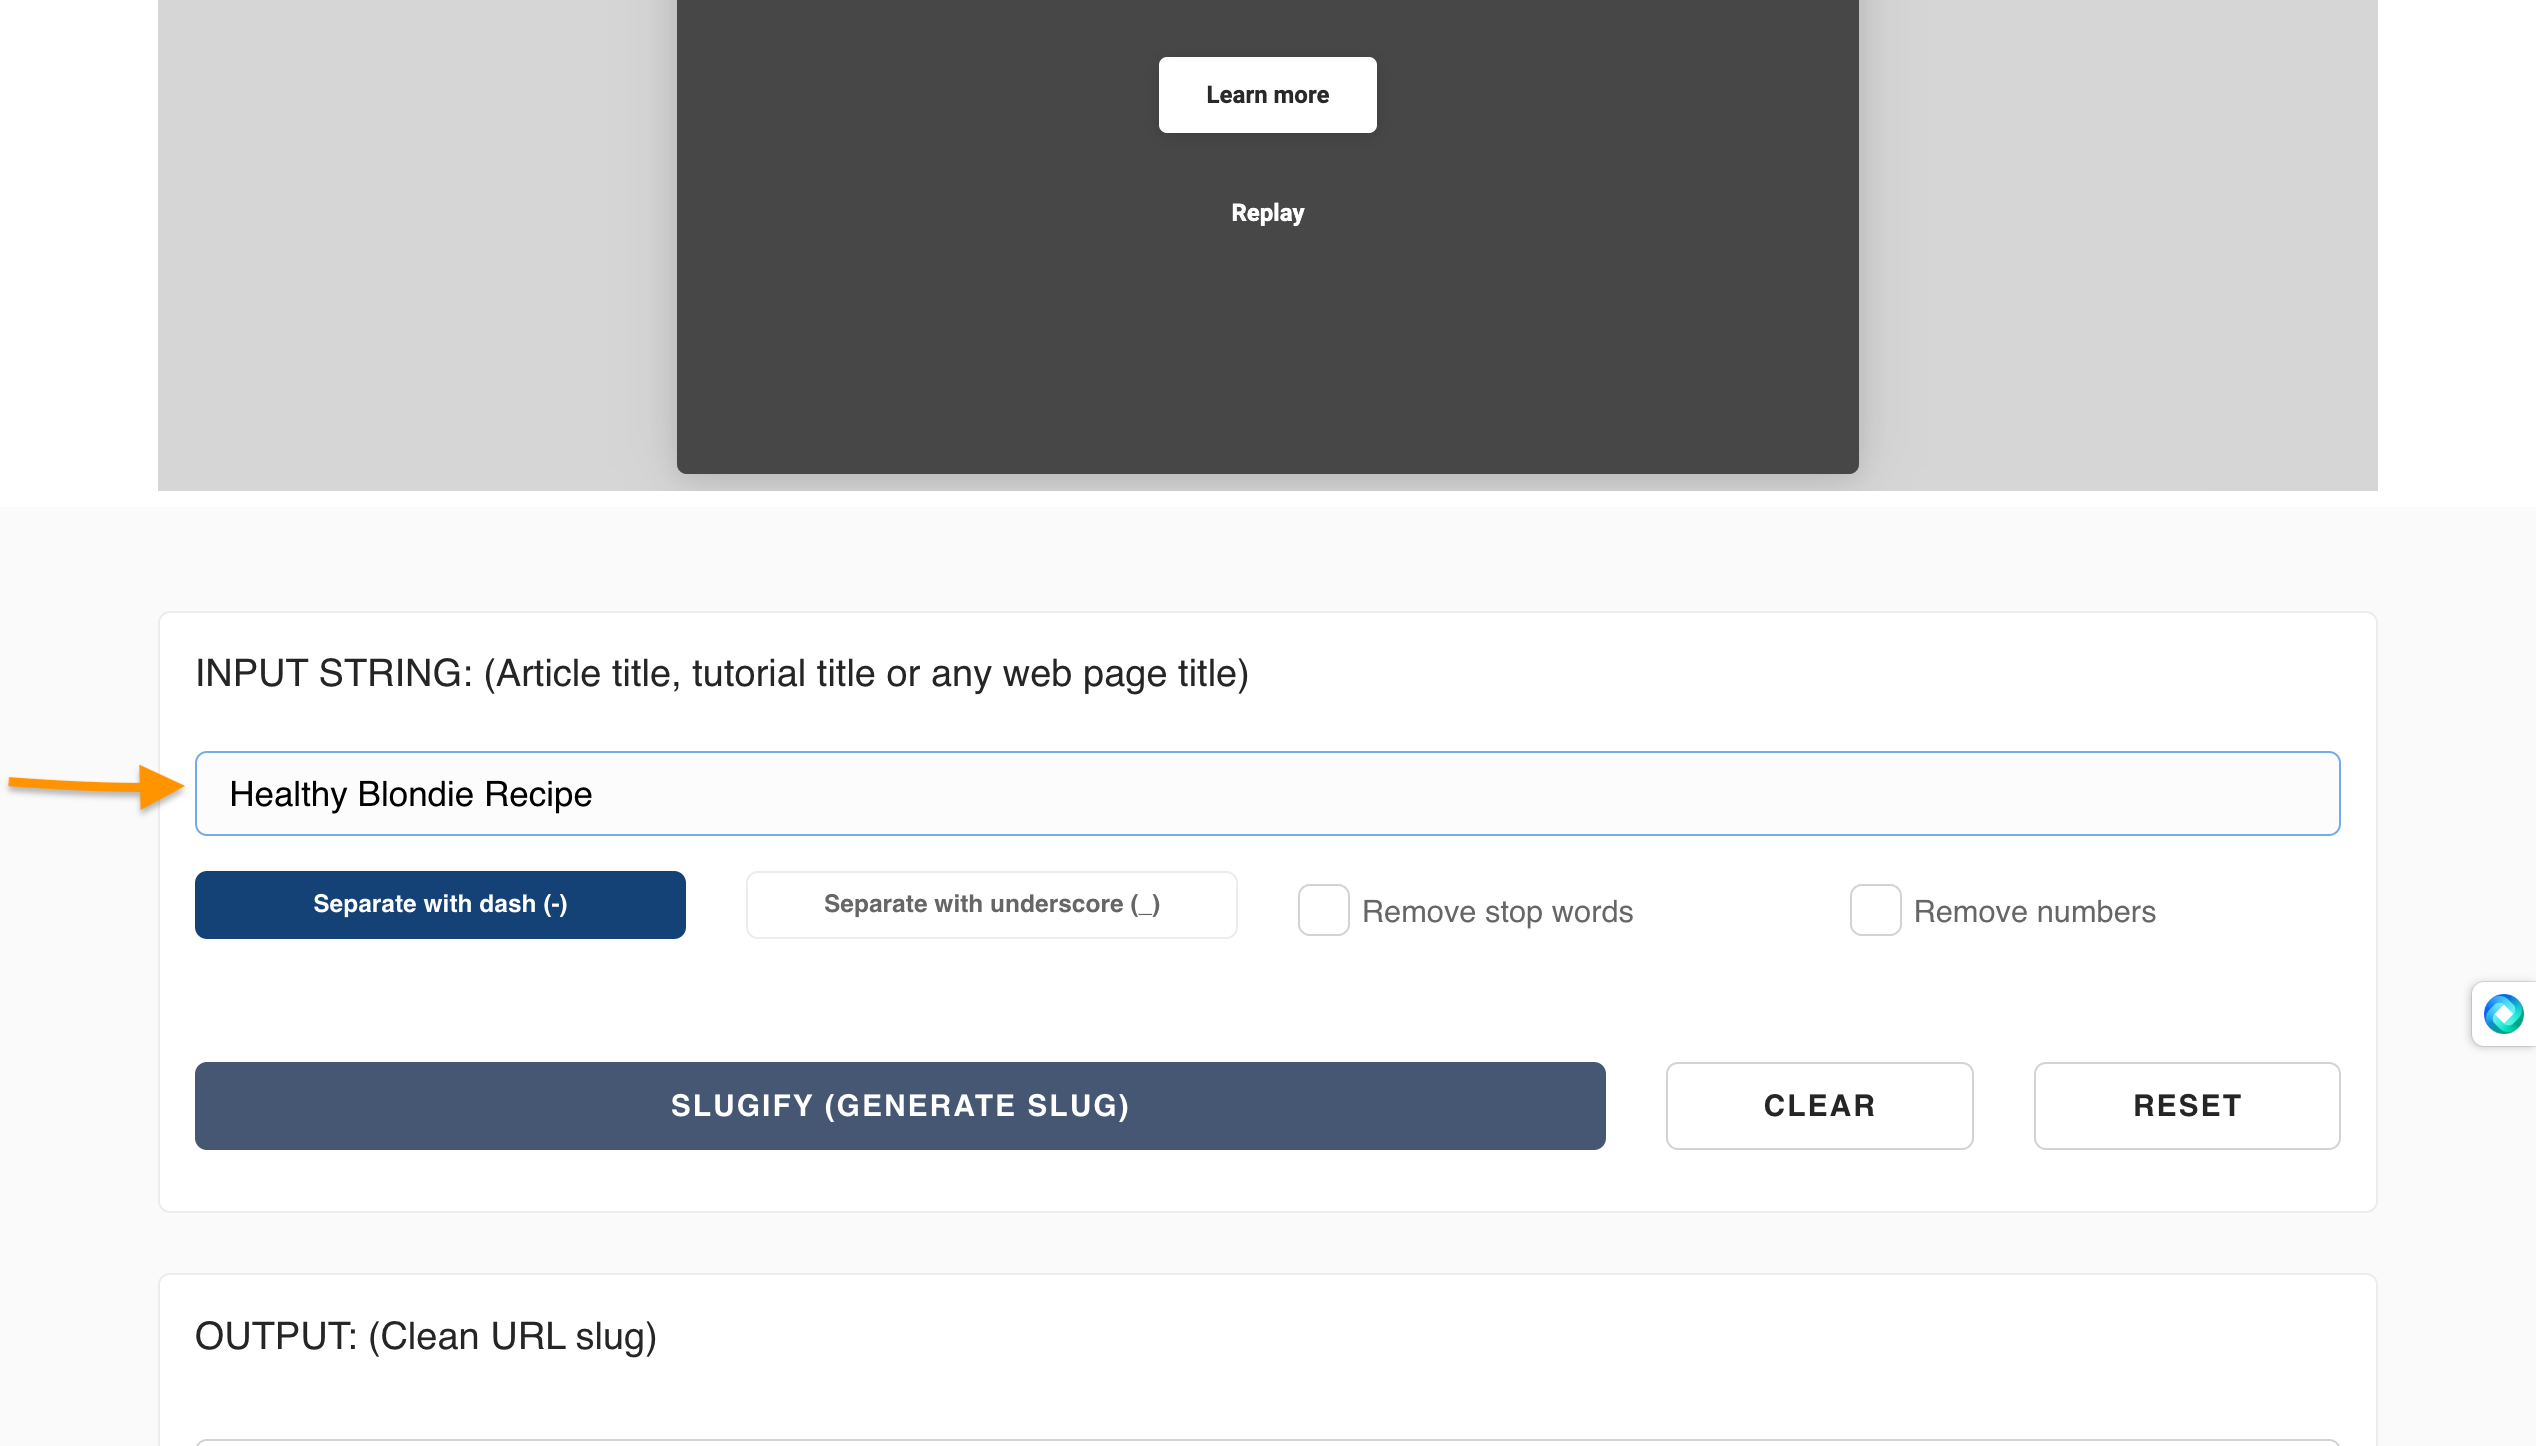 Learn more
Replay
INPUT STRING: (Article title, tutorial title or any web page title)
Healthy Blondie Recipe
Separate with dash (-)
Separate with underscore (_)
Remove stop words
Remove numbers
SLUGIFY (GENERATE SLUG)
CLEAR
RESET
OUTPUT: (Clean URL slug)